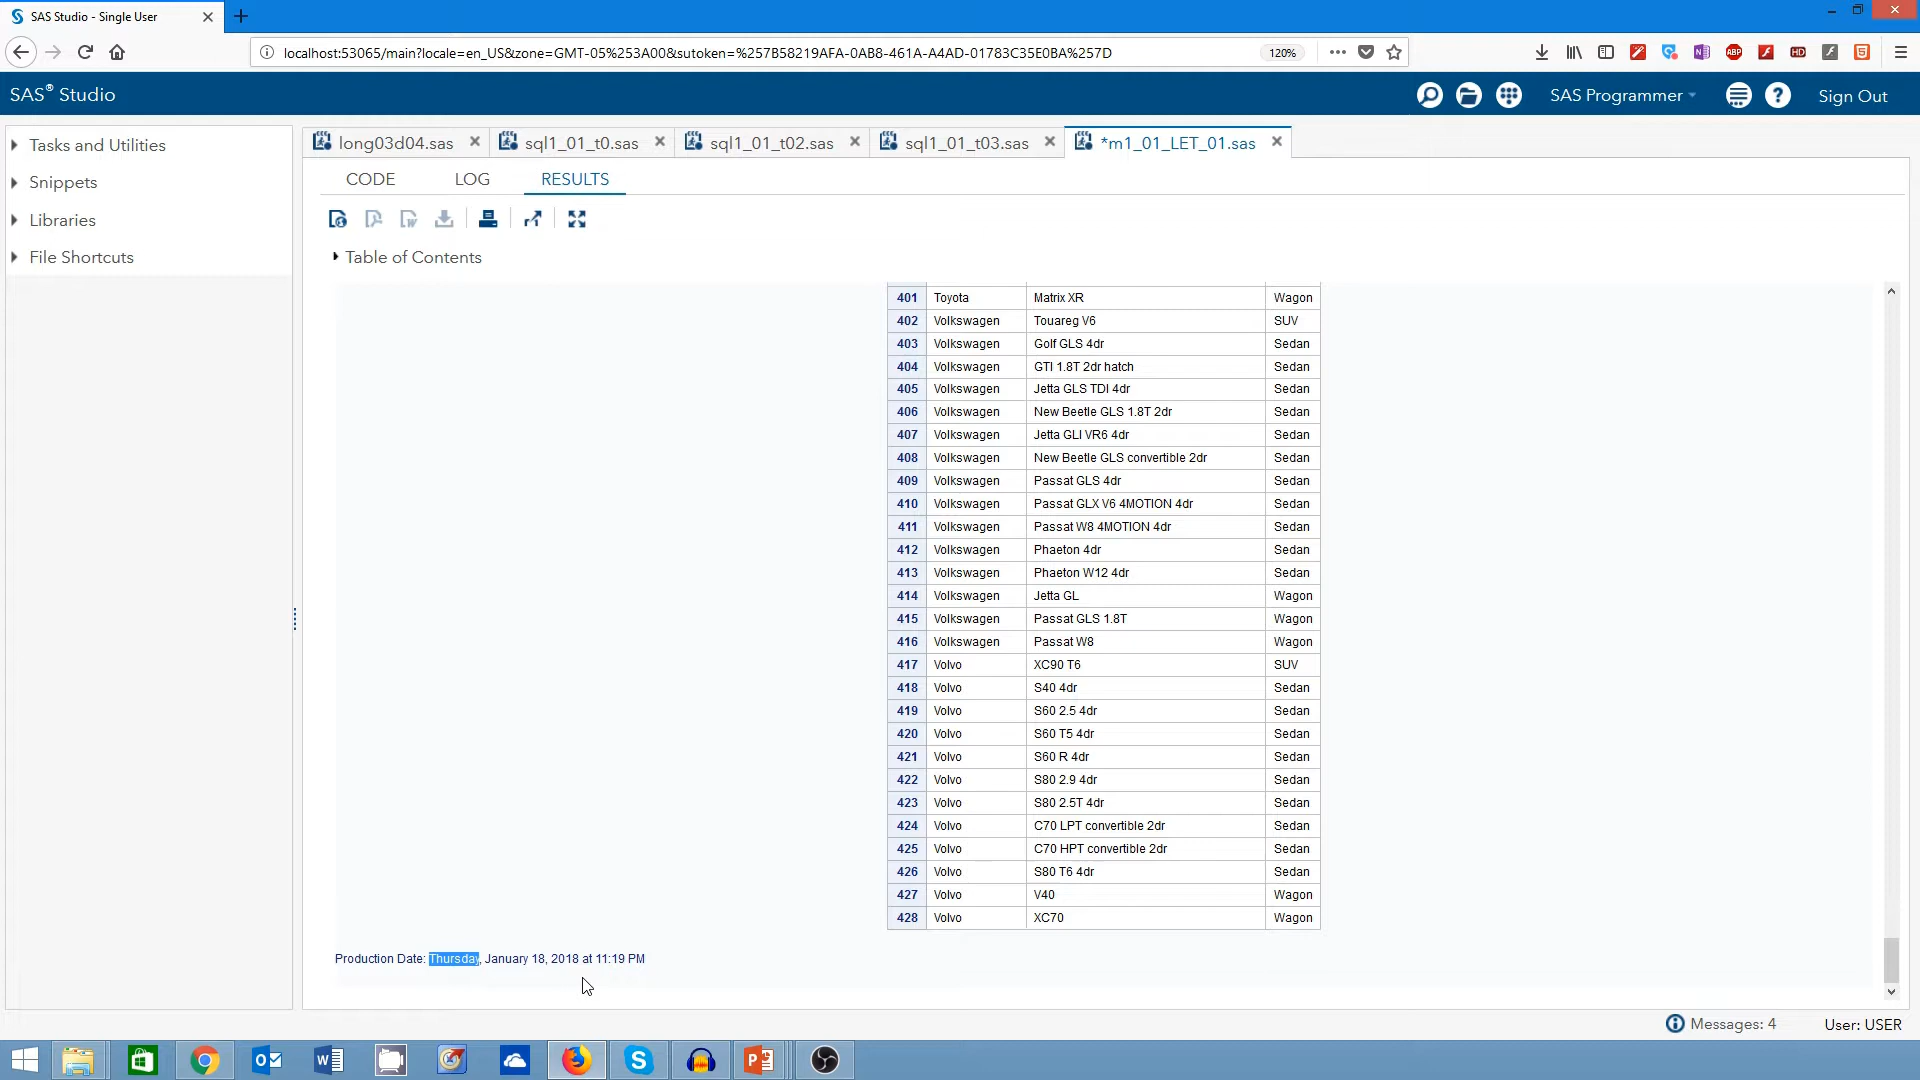 SAS Studio - Single User
localhost:53065/main?locale=en_US&zone=GMT-05%253A00&sutoken=%257B58219AFA-0AB8-461A-A4AD-01783C35E0BA%257D
120%
SAS® Studio
SAS Programmer
Sign Out
Tasks and Utilities
Snippets
Libraries
File Shortcuts
long03d04.sas
sql1_01_t0.sas
sql1_01_t02.sas
sql1_01_t03.sas
*m1_01_LET_01.sas
CODE LOG RESULTS
Table of Contents
401 Toyota Matrix XR Wagon
402 Volkswagen Touareg V6 SUV
403 Volkswagen Golf GLS 4dr Sedan
404 Volkswagen GTI 1.8T 2dr hatch Sedan
405 Volkswagen Jetta GLS TDI 4dr Sedan
406 Volkswagen New Beetle GLS 1.8T 2dr Sedan
407 Volkswagen Jetta GLI VR6 4dr Sedan
408 Volkswagen New Beetle GLS convertible 2dr Sedan
409 Volkswagen Passat GLS 4dr Sedan
410 Volkswagen Passat GLX V6 4MOTION 4dr Sedan
411 Volkswagen Passat W8 4MOTION 4dr Sedan
412 Volkswagen Phaeton 4dr Sedan
413 Volkswagen Phaeton W12 4dr Sedan
414 Volkswagen Jetta GL Wagon
415 Volkswagen Passat GLS 1.8T Wagon
416 Volkswagen Passat W8 Wagon
417 Volvo XC90 T6 SUV
418 Volvo S40 4dr Sedan
419 Volvo S60 2.5 4dr Sedan
420 Volvo S60 T5 4dr Sedan
421 Volvo S60 R 4dr Sedan
422 Volvo S80 2.9 4dr Sedan
423 Volvo S80 2.5T 4dr Sedan
424 Volvo C70 LPT convertible 2dr Sedan
425 Volvo C70 HPT convertible 2dr Sedan
426 Volvo S80 T6 4dr Sedan
427 Volvo V40 Wagon
428 Volvo XC70 Wagon
Production Date: Thursday, January 18, 2018 at 11:19 PM
Messages: 4
User: USER